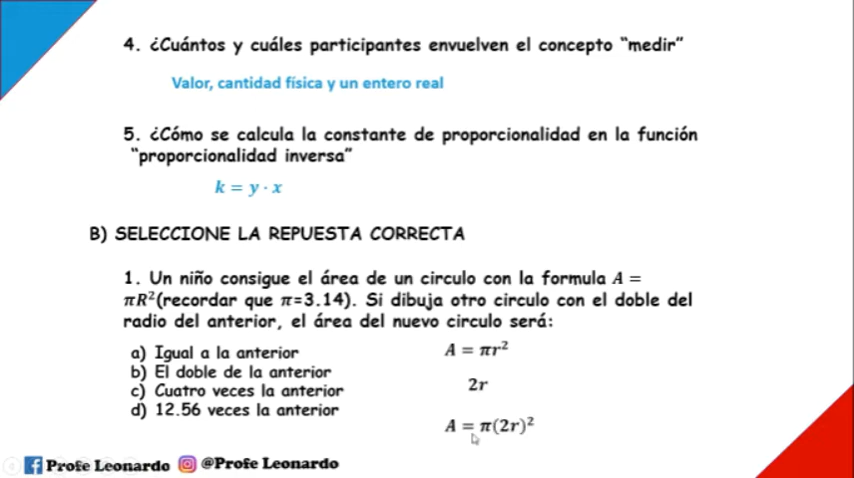 4. ¿Cuántos y cuáles participantes envuelven el concepto “medir”
Valor, cantidad física y un entero real
5. ¿Cómo se calcula la constante de proporcionalidad en la función
“proporcionalidad inversa”
k = y · x
B) SELECCIONE LA REPUESTA CORRECTA
1. Un niño consigue el área de un circulo con la formula A =
πR²(recordar que π=3.14). Si dibuja otro circulo con el doble del
radio del anterior, el área del nuevo circulo será:
a) Igual a la anterior
b) El doble de la anterior
c) Cuatro veces la anterior
d) 12.56 veces la anterior
A = πr²
2r
A = π(2r)²
Profe Leonardo @Profe Leonardo